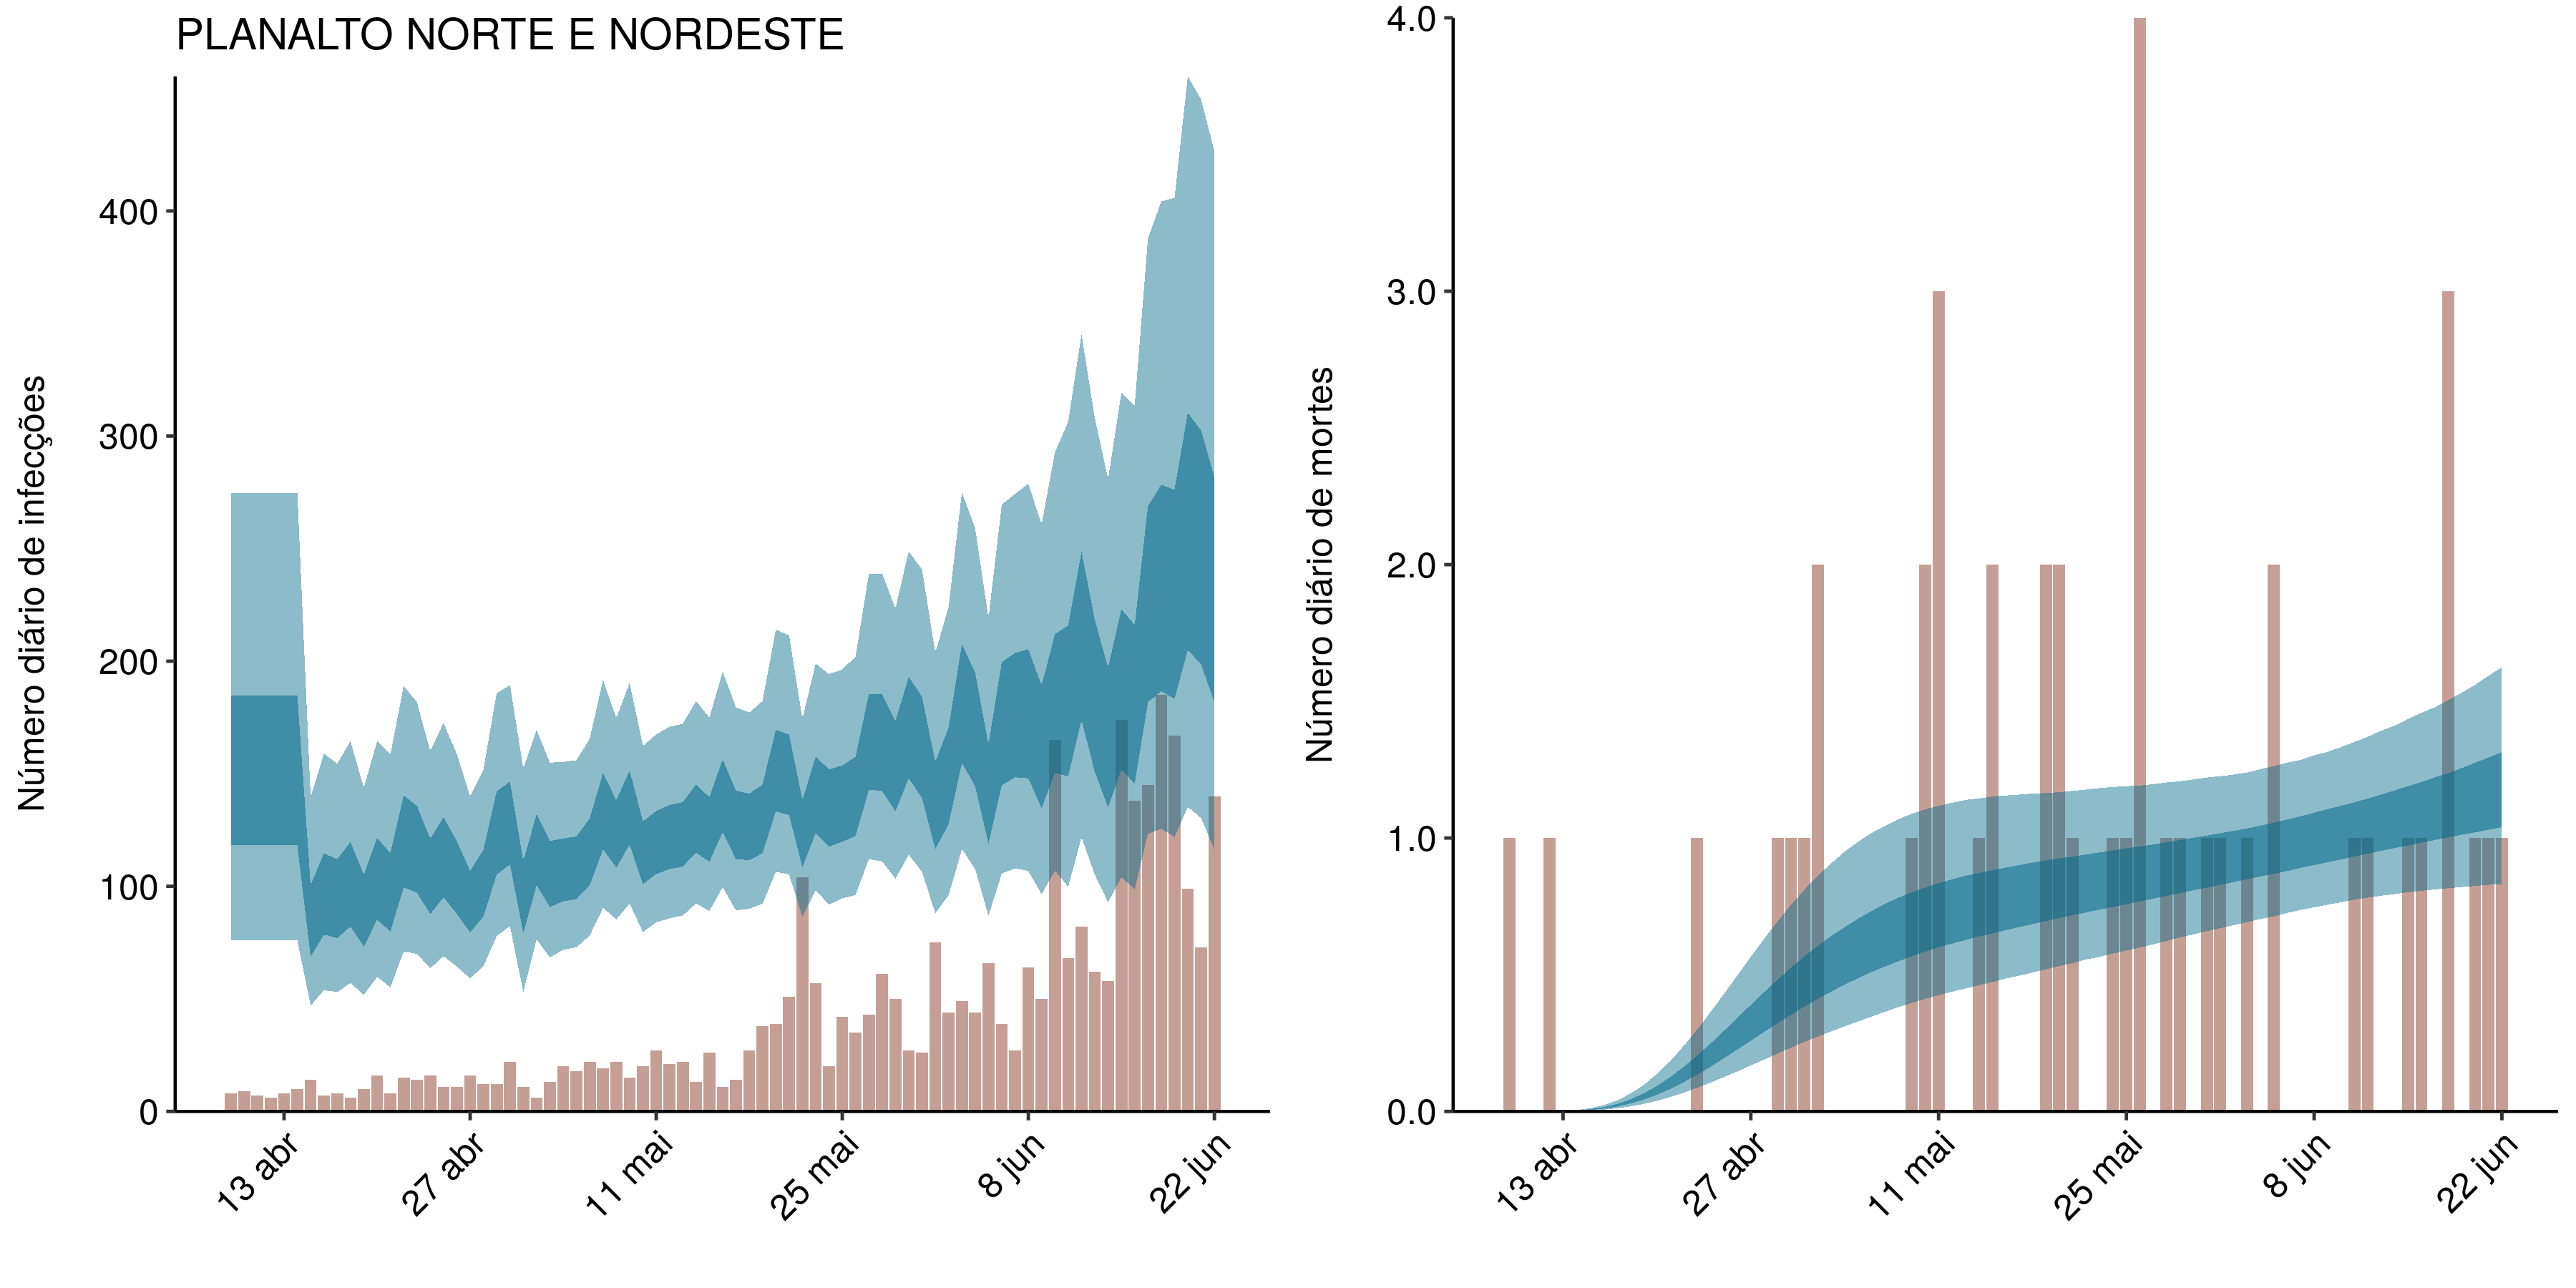 PLANALTO NORTE E NORDESTE
Número diário de infecções
400
300
200
100
0
13 abr
27 abr
11 mai
25 mai
8 jun
22 jun
Número diário de mortes
4.0
3.0
2.0
1.0
0.0
13 abr
27 abr
11 mai
25 mai
8 jun
22 jun